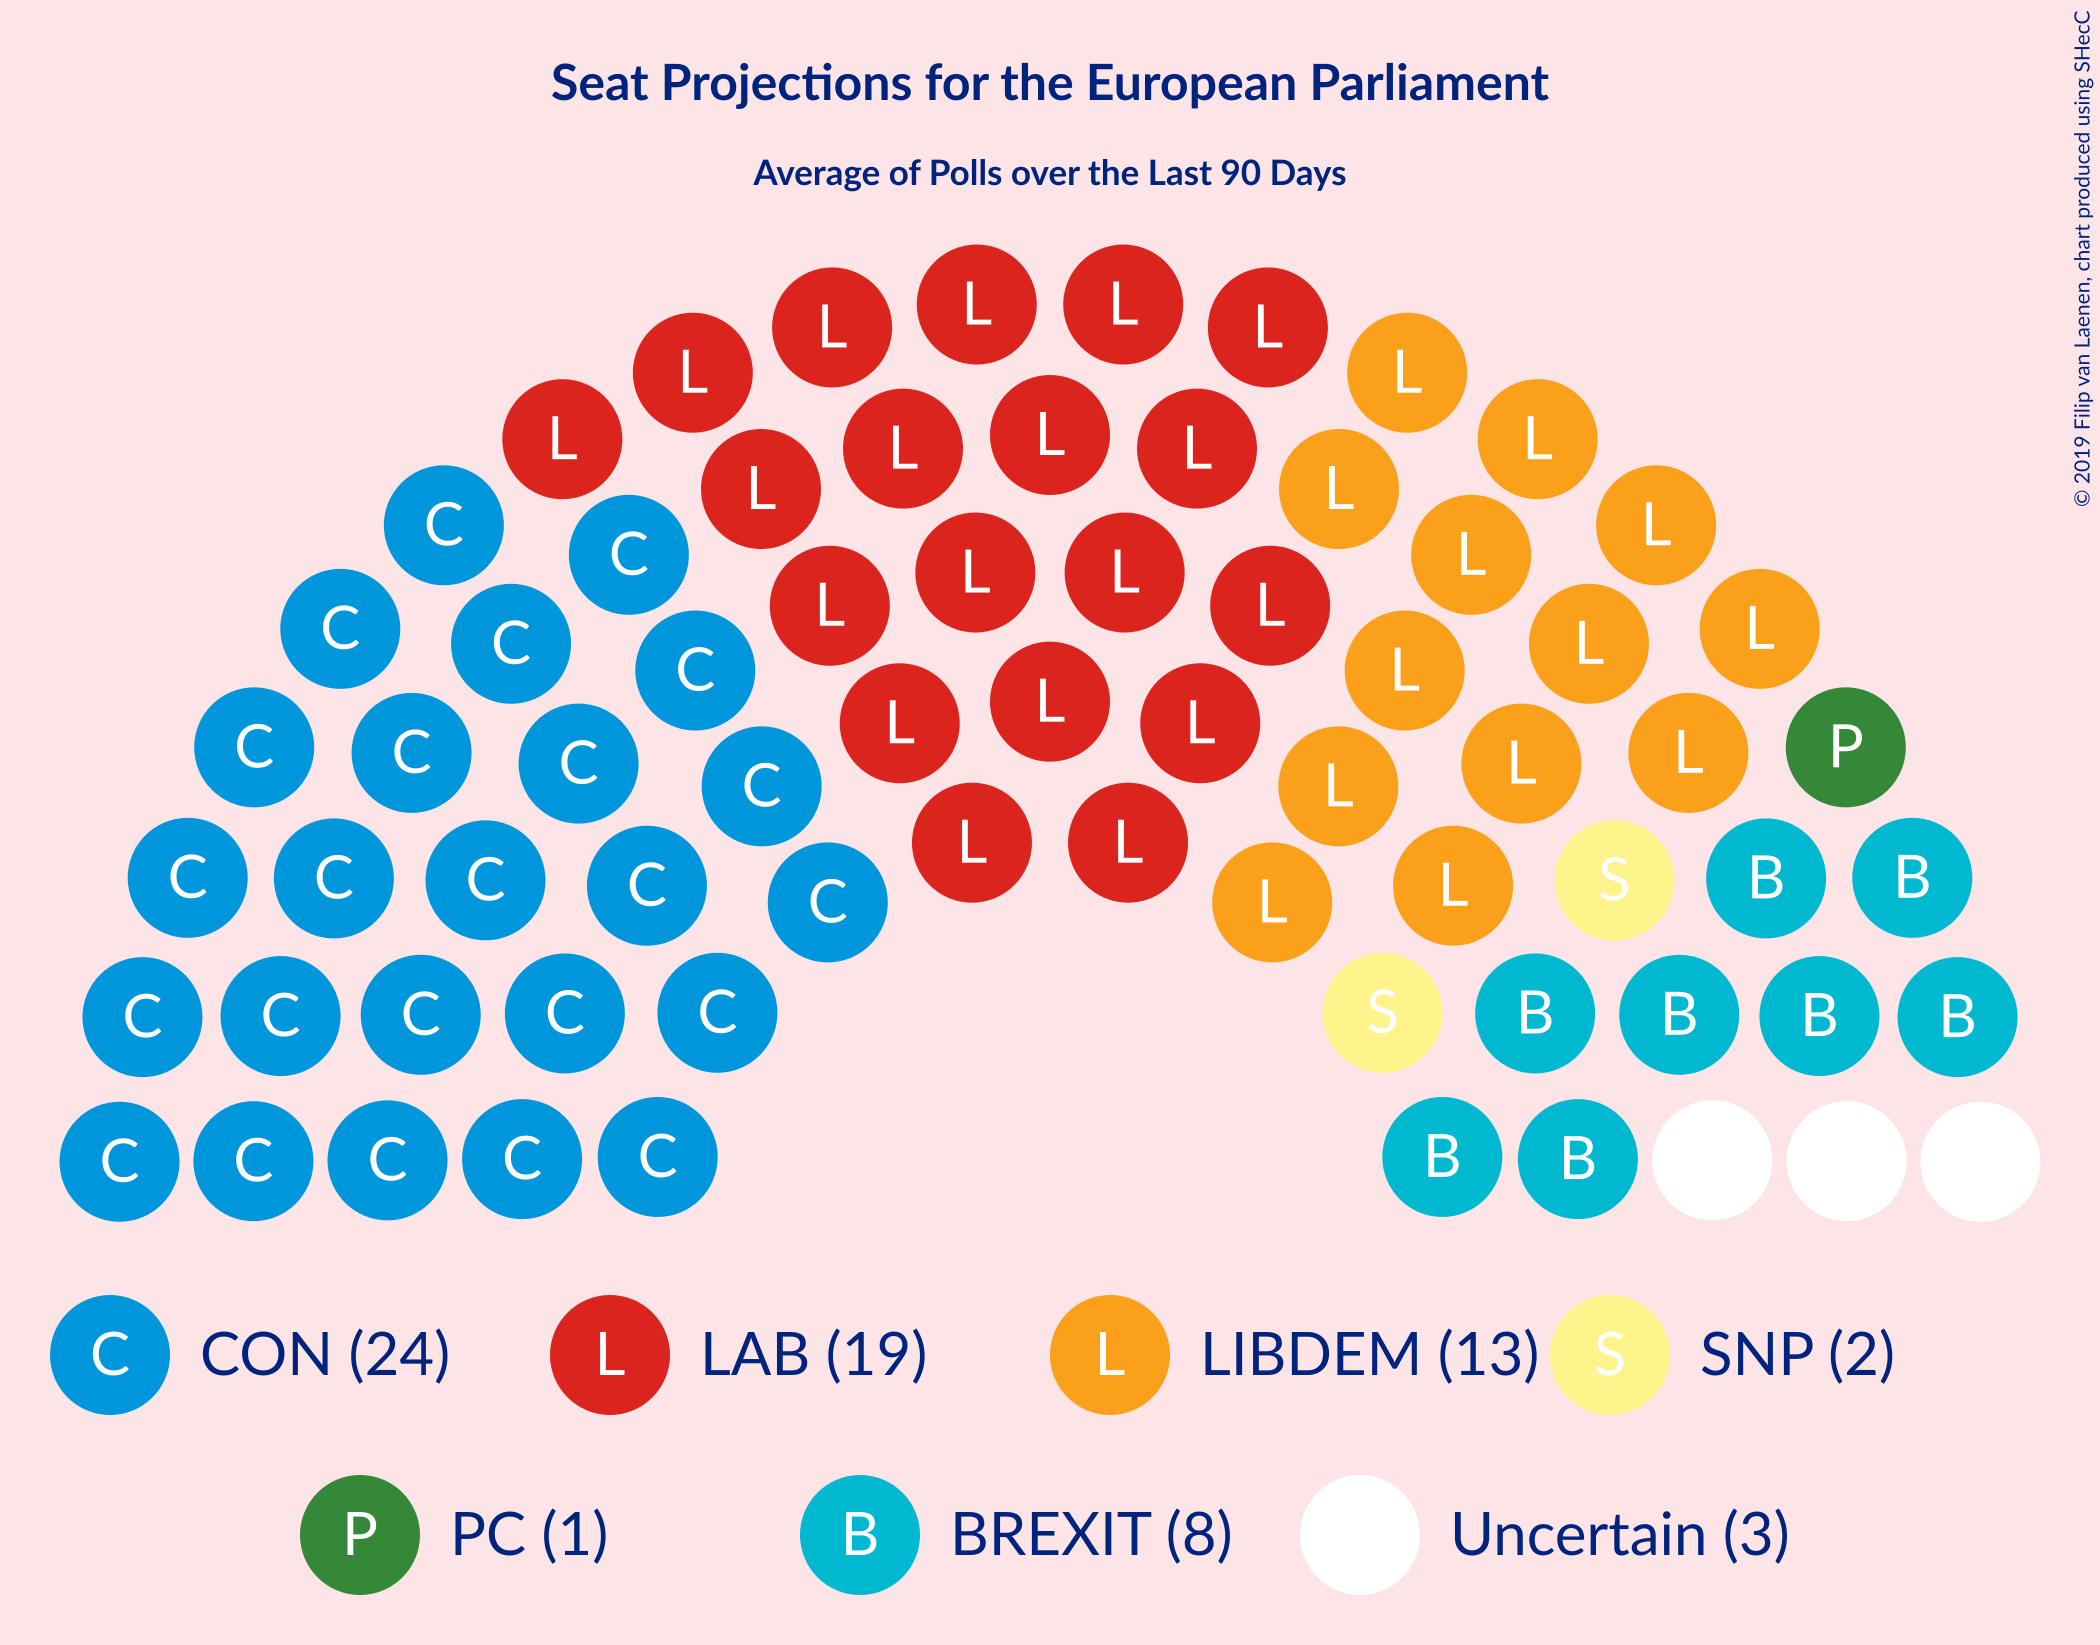 Seat Projections for the European Parliament
Average of Polls over the Last 90 Days
© 2019 Filip van Laenen, chart produced using SHecC
L L L L
L L L L
L L L L L
L L
C C L L L L L
C C L L L
C C L L L L
C C C C L L L L P
C C C C C L L L L S B B
C C C C C S B B B B
C C C C C B B
C CON (24) L LAB (19) L LIBDEM (13) S SNP (2)
P PC (1) B BREXIT (8) Uncertain (3)